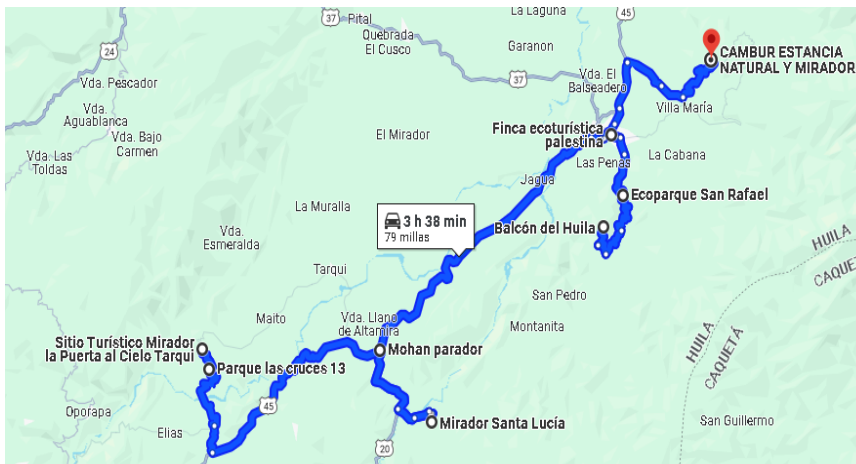 La Laguna
45
Pital
37
Quebrada
El Cusco
Garanon
24
CAMBUR ESTANCIA
NATURAL Y MIRADOR
Vda. Pescador
37
Vda. El
Balseadero
Vda.
Aguablanca
Villa María
Vda. Bajo
Carmen
El Mirador
Finca ecoturística
palestina
Vda. Las
Toldas
La Cabana
Las Penas
Jagua
Ecoparque San Rafael
La Muralla
3 h 38 min
79 millas
Balcón del Huila
Vda.
Esmeralda
HUILA
CAQUETÁ
Tarqui
San Pedro
Maito
Vda. Llano
de Altamira
Montanita
Sitio Turístico Mirador
la Puerta al Cielo Tarqui
Mohan parador
HUILA
CAQUETÁ
Parque las cruces 13
45
Oporapa
Elias
Mirador Santa Lucía
San Guillermo
20